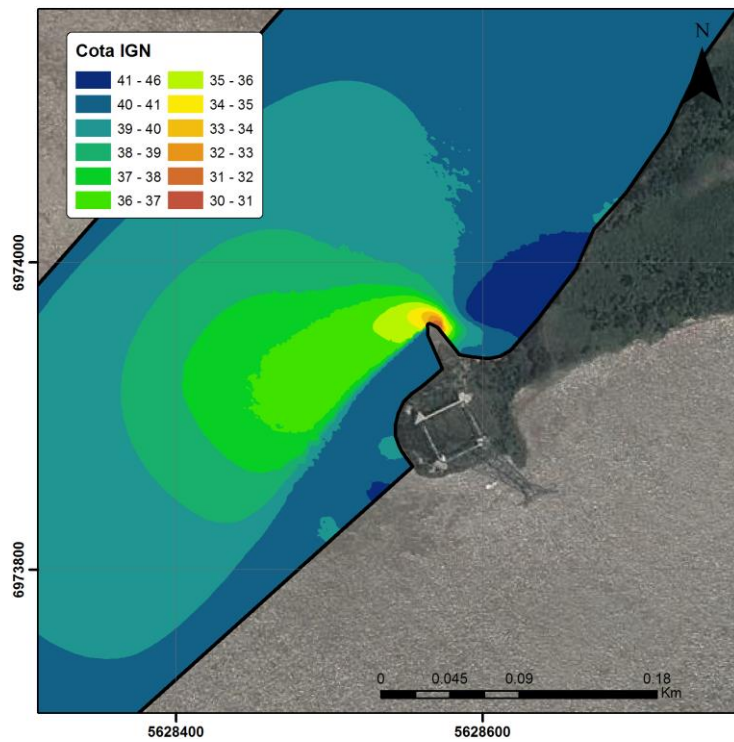 N
Cota IGN
41 - 46
40 - 41
39 - 40
38 - 39
37 - 38
36 - 37
35 - 36
34 - 35
33 - 34
32 - 33
31 - 32
30 - 31
6974000
6973800
0 0.045 0.09 0.18
Km
5628400 5628600